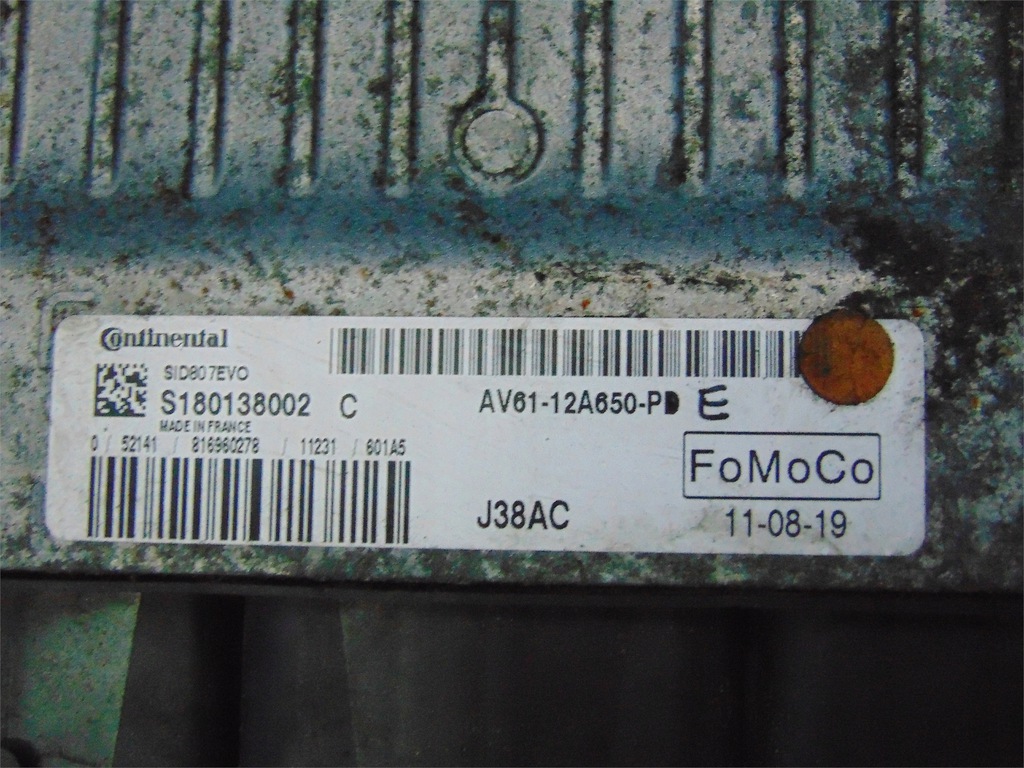 Continental
SID807EVO
S180138002 C
MADE IN FRANCE
0 / 52141 / 816960278 / 11231 / 601A5
AV61-12A650-PD E
FoMoCo
J38AC
11-08-19